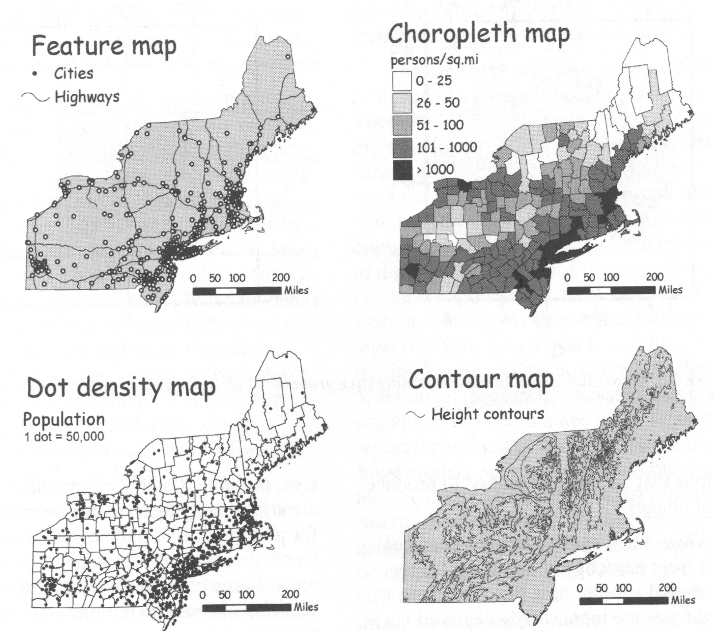 Feature map
Cities
Highways
0 50 100 200
Miles
Choropleth map
persons/sq.mi
0 - 25
26 - 50
51 - 100
101 - 1000
> 1000
0 50 100 200
Miles
Dot density map
Population
1 dot = 50,000
0 50 100 200
Miles
Contour map
Height contours
0 50 100 200
Miles